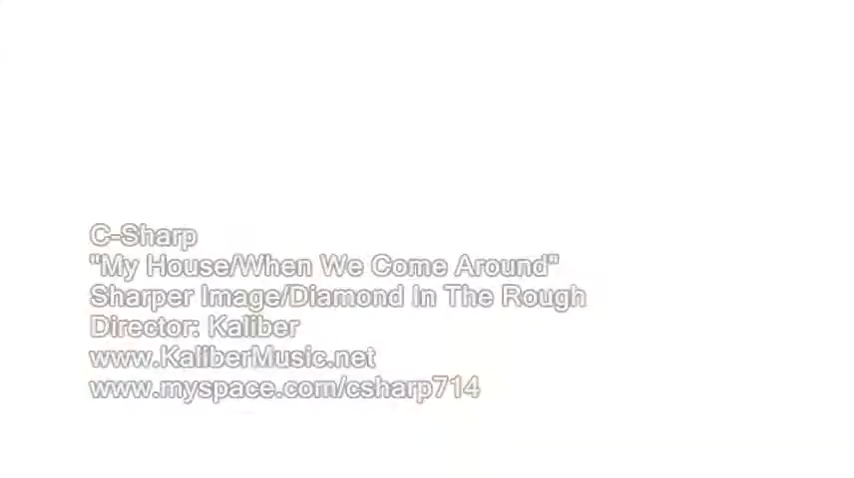 C-Sharp
"My House/When We Come Around"
Sharper Image/Diamond In The Rough
Director: Kaliber
www.KaliberMusic.net
www.myspace.com/csharp714